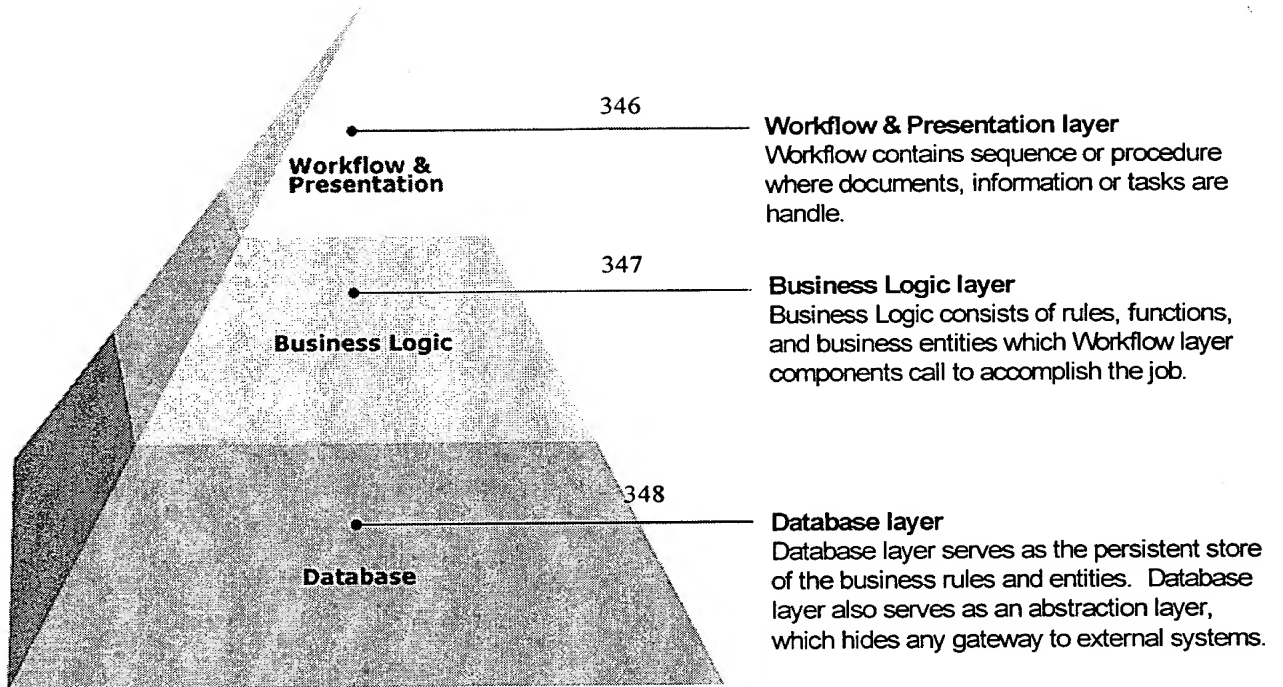 346
Workflow & Presentation layer
Workflow contains sequence or procedure
where documents, information or tasks are
handle.
Workflow &
Presentation
347
Business Logic layer
Business Logic consists of rules, functions,
and business entities which Workflow layer
components call to accomplish the job.
Business Logic
348
Database layer
Database layer serves as the persistent store
of the business rules and entities.  Database
layer also serves as an abstraction layer,
which hides any gateway to external systems.
Database